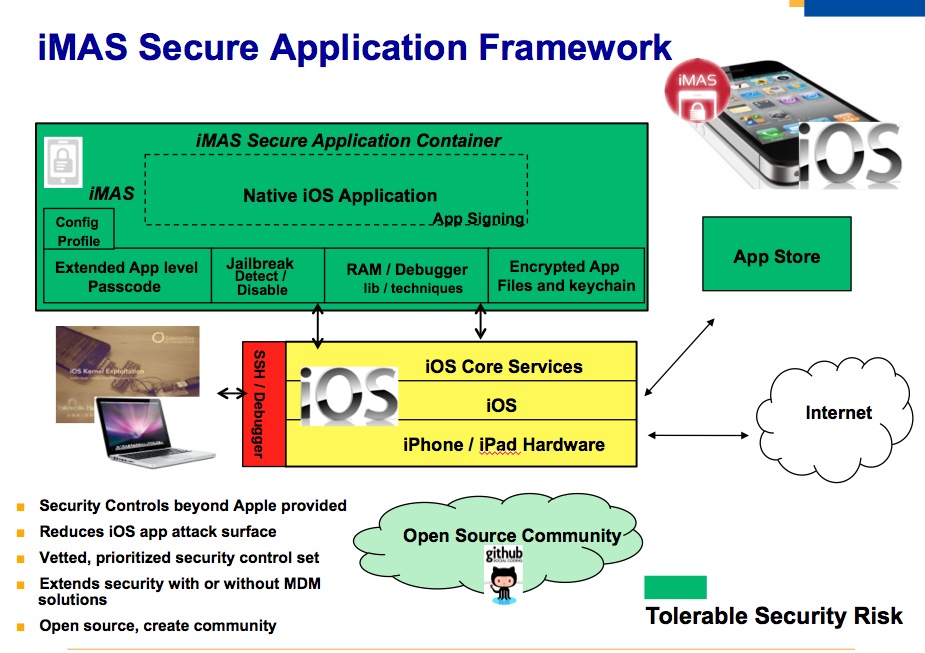 iMAS Secure Application Framework
iMAS
iOS
iMAS Secure Application Container
iMAS
Native iOS Application
App Signing
Config
Profile
Extended App level
Passcode
Jailbreak
Detect /
Disable
RAM / Debugger
lib / techniques
Encrypted App
Files and keychain
App Store
iOS Kernel Exploitation
SSH / Debugger
iOS
iOS Core Services
iOS
iPhone / iPad Hardware
Internet
Security Controls beyond Apple provided
Reduces iOS app attack surface
Vetted, prioritized security control set
Extends security with or without MDM
solutions
Open source, create community
Open Source Community
github
SOCIAL CODING
Tolerable Security Risk